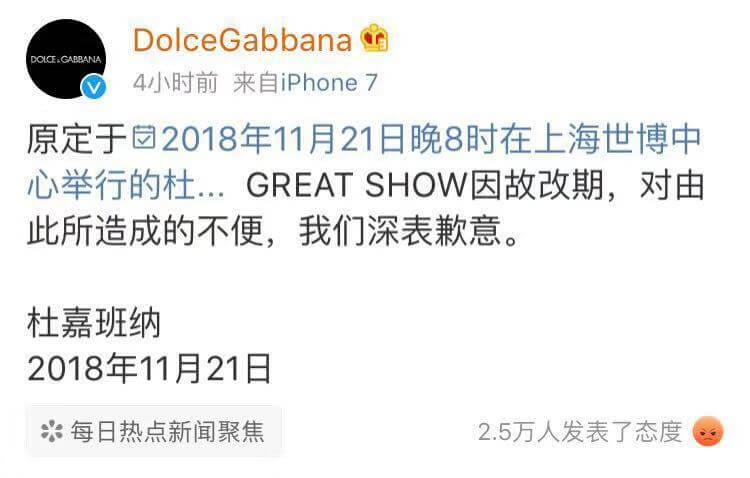 DOLCE & GABBANA
DolceGabbana
4小时前 来自iPhone 7
原定于2018年11月21日晚8时在上海世博中
心举行的杜... GREAT SHOW因故改期，对由
此所造成的不便，我们深表歉意。
杜嘉班纳
2018年11月21日
每日热点新闻聚焦
2.5万人发表了态度